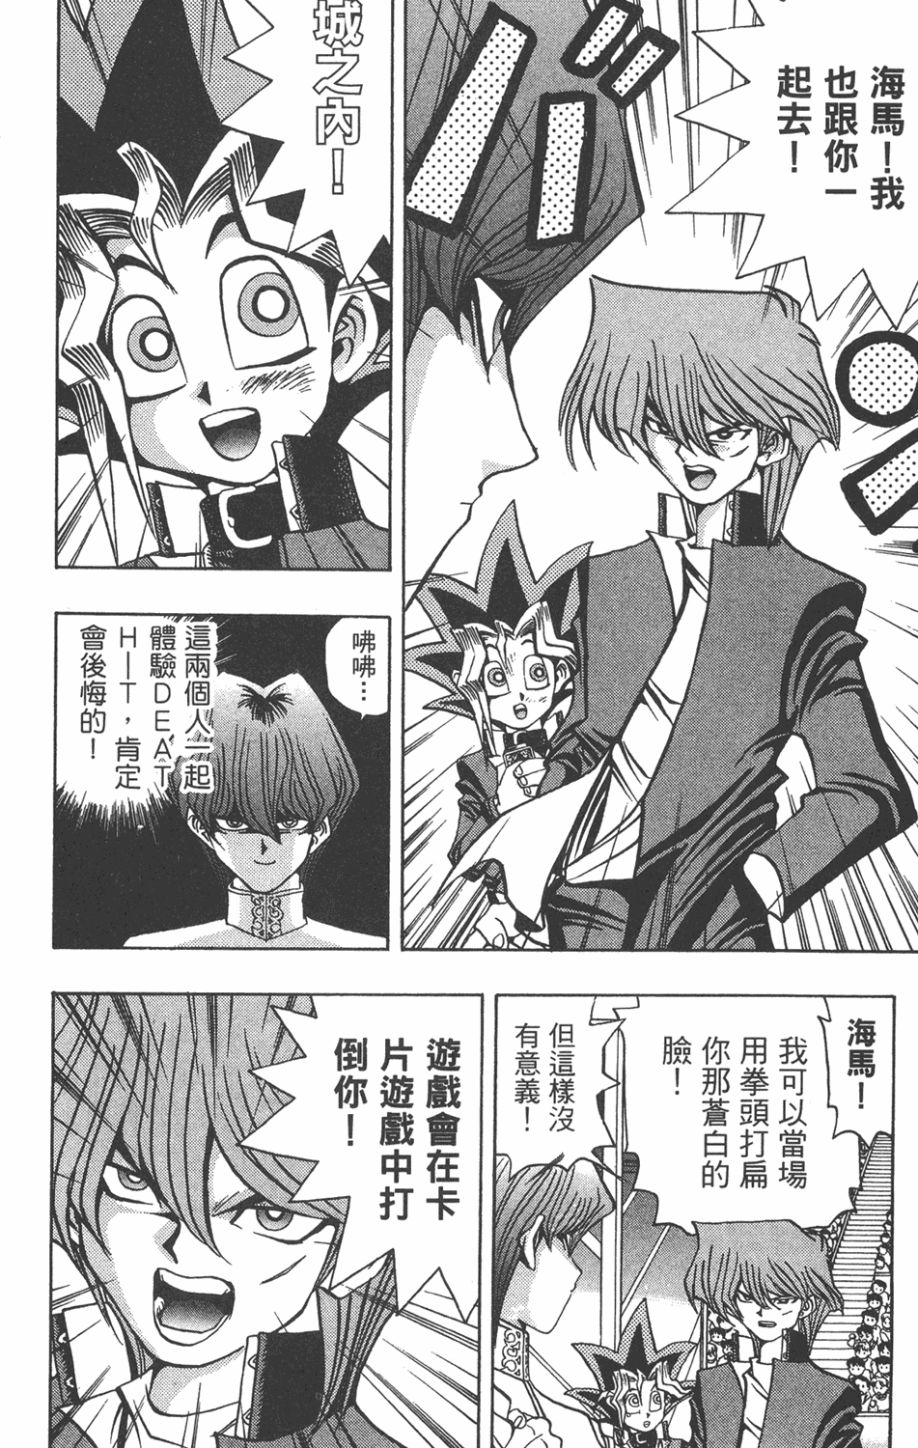 海馬！我
也跟你一
起去！
城之內！
咈咈…
這兩個人一起
體驗DEAT
HIT，肯定
會後悔的！
海馬！
我可以當場
用拳頭打扁
你那蒼白的
臉！
但這樣沒
有意義！
遊戲會在卡
片遊戲中打
倒你！